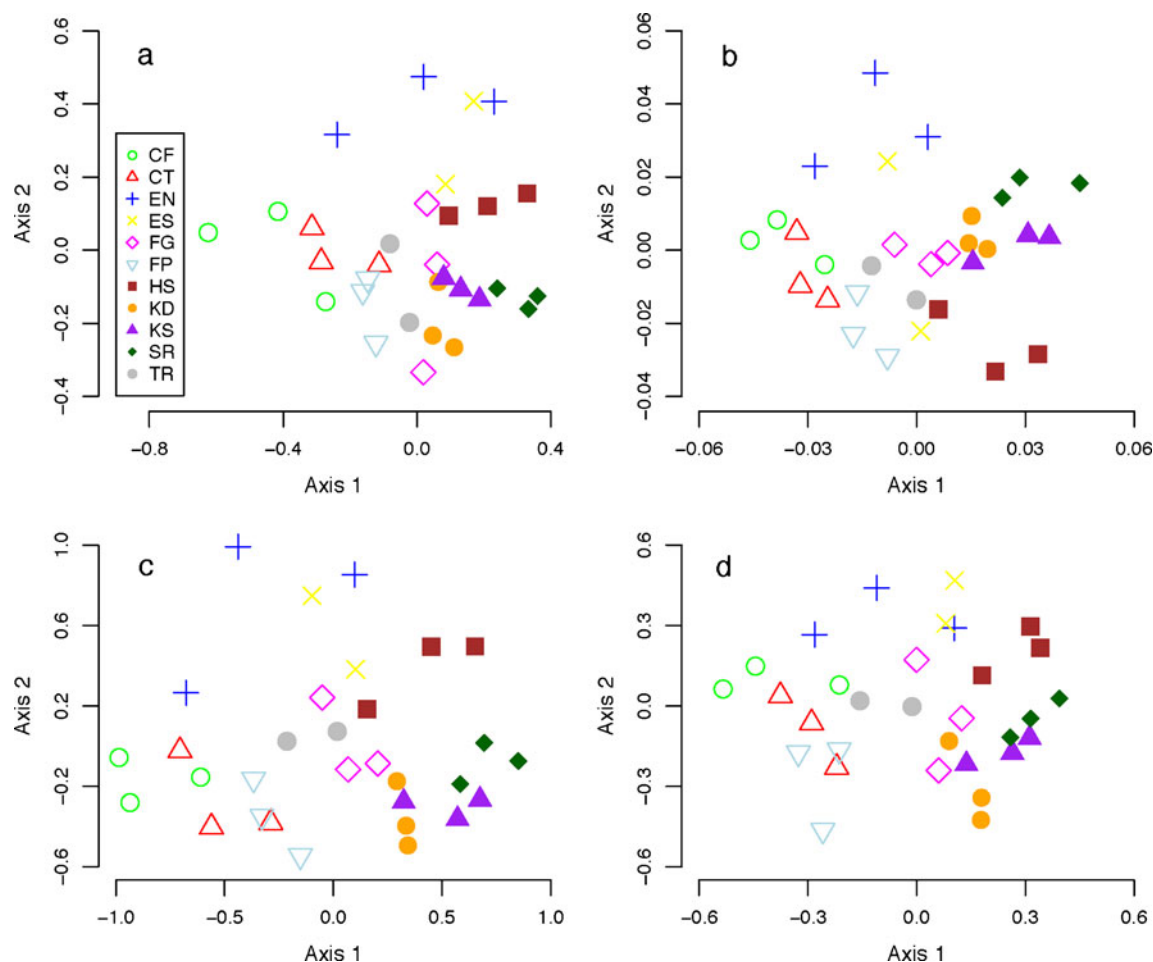 a
Axis 2
0.6
0.4
0.2
0.0
−0.2
−0.4
CF
CT
EN
ES
FG
FP
HS
KD
KS
SR
TR
−0.8 −0.4 0.0 0.4
Axis 1
b
Axis 2
0.06
0.04
0.02
0.00
−0.02
−0.04
−0.06 −0.03 0.00 0.03 0.06
Axis 1
c
Axis 2
1.0
0.6
0.2
−0.2
−0.6
−1.0 −0.5 0.0 0.5 1.0
Axis 1
d
Axis 2
0.6
0.3
0.0
−0.3
−0.6
−0.6 −0.3 0.0 0.3 0.6
Axis 1